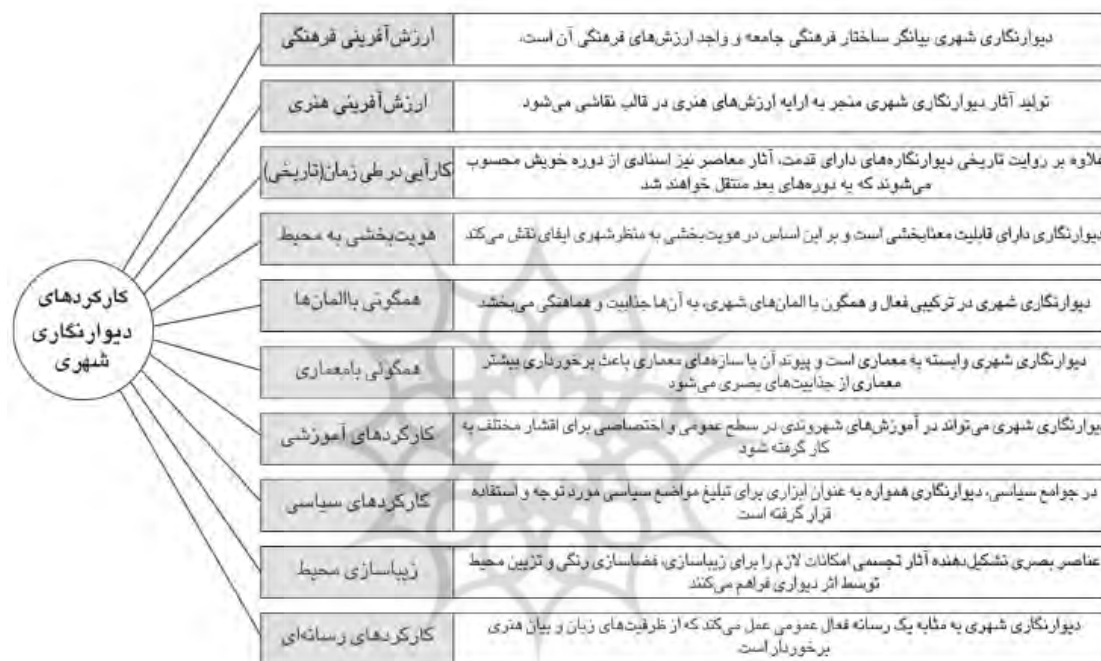 کارکردهای
دیوارنگاری
شهری
ارزش‌آفرینی فرهنگی
دیوارنگاری شهری بیانگر ساختار فرهنگی جامعه و واجد ارزش‌های فرهنگی آن است.
ارزش‌آفرینی هنری
تولید آثار دیوارنگاری شهری منجر به ارایه ارزش‌های هنری در قالب نقاشی می‌شود
کارآیی در طی زمان(تاریخی)
علاوه بر روایت تاریخی دیوارنگاره‌های دارای قدمت، آثار معاصر نیز اسنادی از دوره خویش محسوب
می‌شوند که به دوره‌های بعد منتقل خواهند شد
هویت‌بخشی به محیط
دیوارنگاری دارای قابلیت معنابخشی است و بر این اساس در هویت‌بخشی به منظر شهری ایفای نقش می‌کند
همگونی باالمان‌ها
دیوارنگاری شهری در ترکیبی فعال و همگون با المان‌های شهری، به آن‌ها جذابیت و هماهنگی می‌بخشد
همگونی بامعماری
دیوارنگاری شهری وابسته به معماری است و پیوند آن با سازه‌های معماری باعث برخورداری بیشتر
معماری از جذابیت‌های بصری می‌شود
کارکردهای آموزشی
دیوارنگاری شهری می‌تواند در آموزش‌های شهروندی در سطح عمومی و اختصاصی برای اقشار مختلف به
کار گرفته شود
کارکردهای سیاسی
در جوامع سیاسی، دیوارنگاری همواره به عنوان ابزاری برای تبلیغ مواضع سیاسی مورد توجه و استفاده
قرار گرفته است
زیباسازی محیط
عناصر بصری تشکیل‌دهنده آثار تجسمی امکانات لازم را برای زیباسازی، فضاسازی رنگی و تزیین محیط
توسط اثر دیواری فراهم می‌کنند
کارکردهای رسانه‌ای
دیوارنگاری شهری به مثابه یک رسانه فعال عمومی عمل می‌کند که از ظرفیت‌های زبان و بیان هنری
برخوردار است